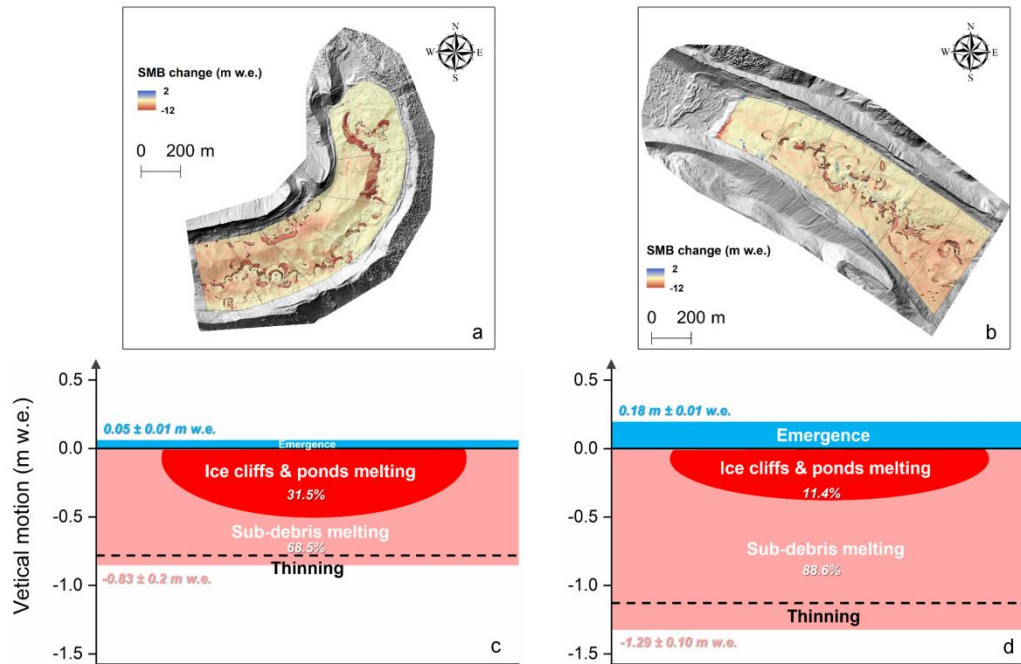 N
W E
S
SMB change (m w.e.)
2
-12
0 200 m
a
N
W E
S
SMB change (m w.e.)
2
-12
0 200 m
b
Vetical motion (m w.e.)
0.5
0.0
-0.5
-1.0
-1.5
0.05 ± 0.01 m w.e.
Emergence
Ice cliffs & ponds melting
31.5%
Sub-debris melting
68.5%
Thinning
-0.83 ± 0.2 m w.e.
c
0.5
0.0
-0.5
-1.0
-1.5
0.18 m ± 0.01 w.e.
Emergence
Ice cliffs & ponds melting
11.4%
Sub-debris melting
88.6%
Thinning
-1.29 ± 0.10 m w.e.
d